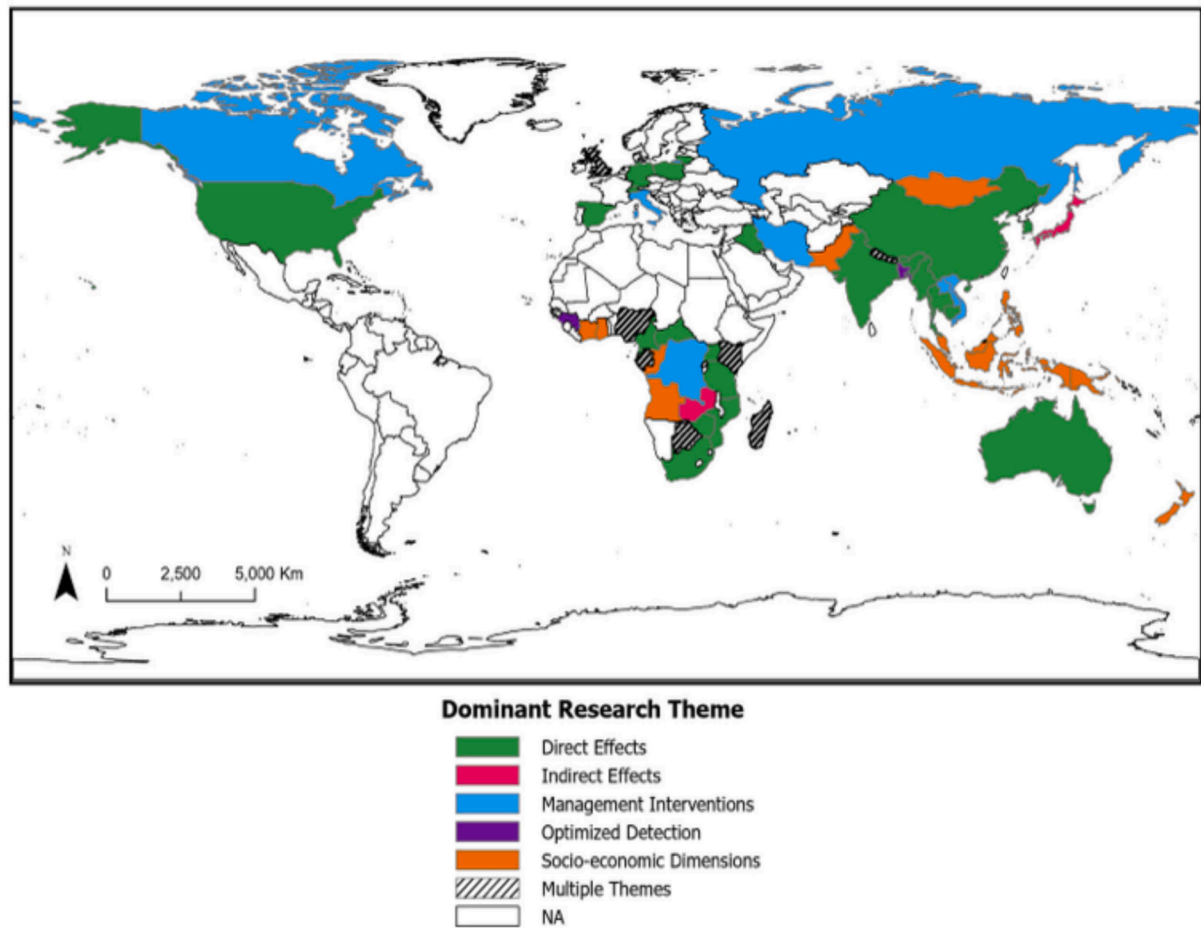 N
0 2,500 5,000 Km
Dominant Research Theme
Direct Effects
Indirect Effects
Management Interventions
Optimized Detection
Socio-economic Dimensions
Multiple Themes
NA